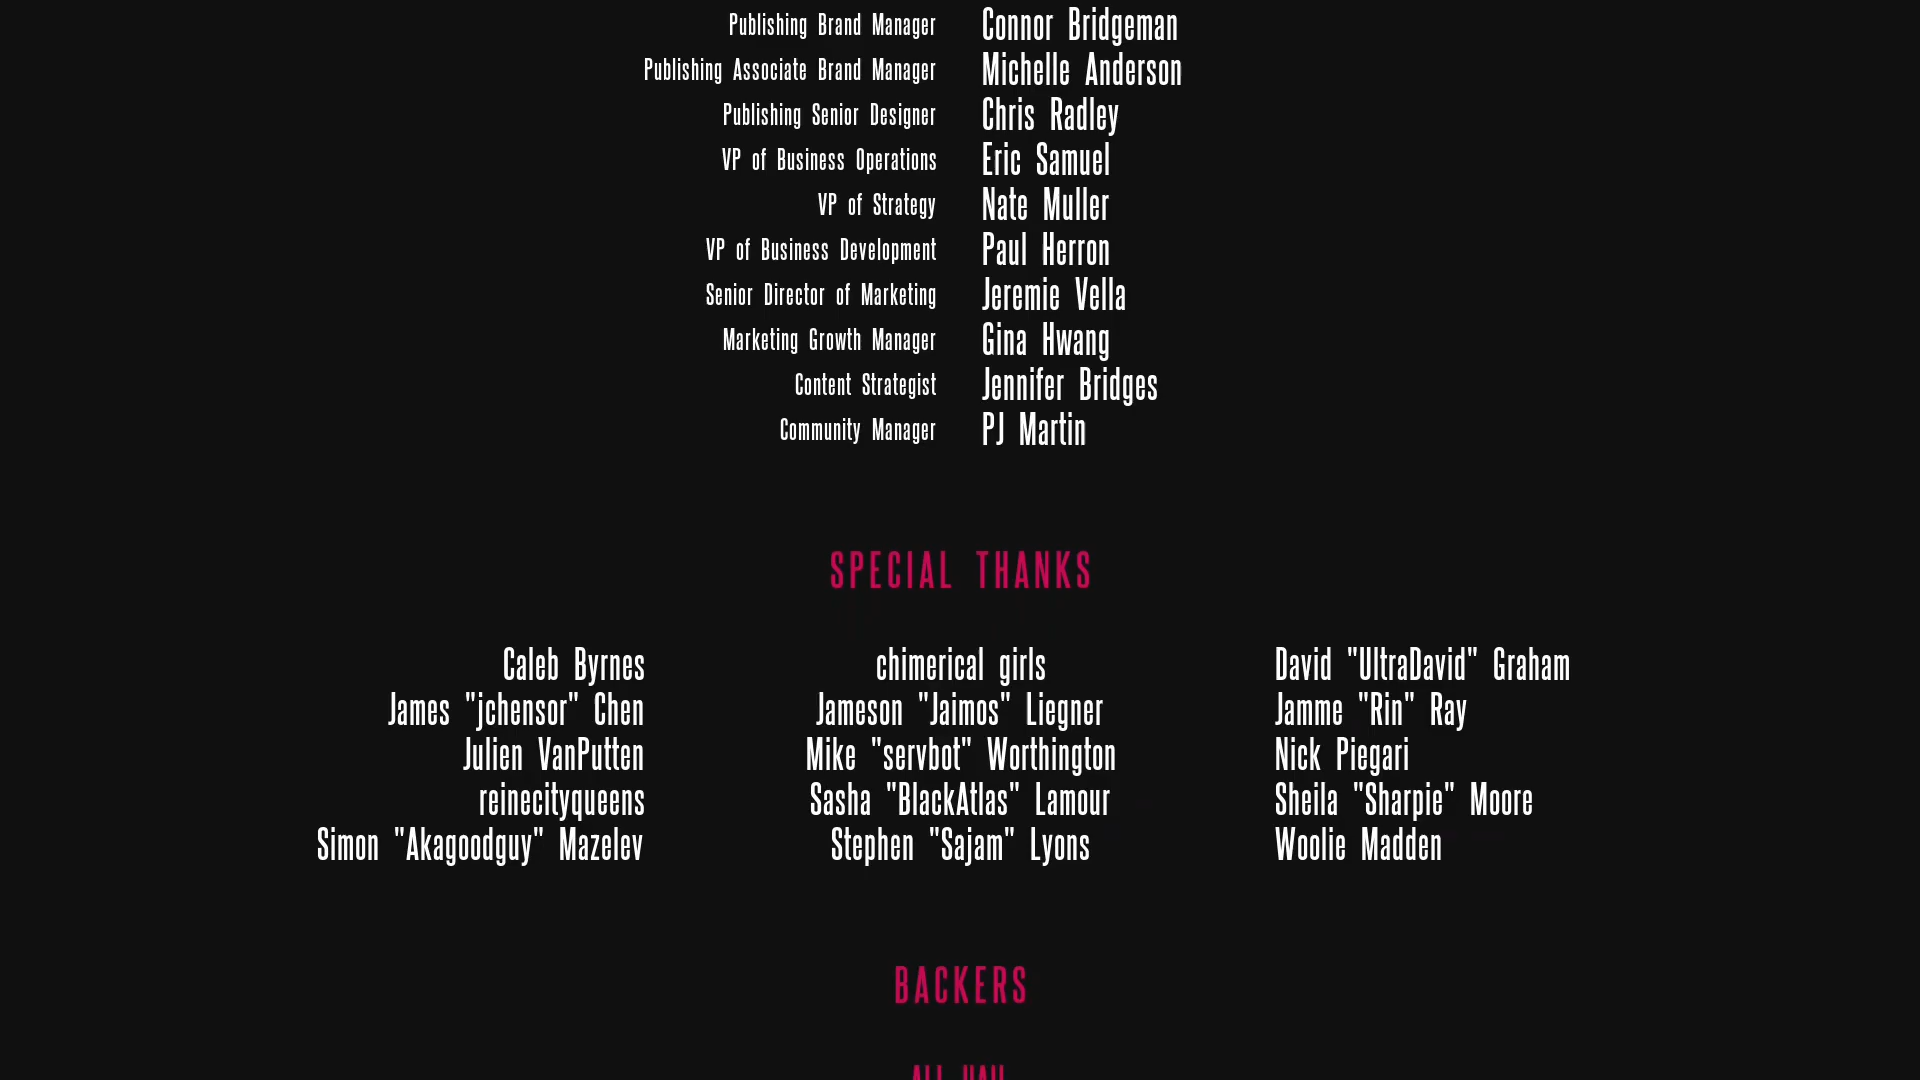 Publishing Brand Manager Connor Bridgeman
Publishing Associate Brand Manager Michelle Anderson
Publishing Senior Designer Chris Radley
VP of Business Operations Eric Samuel
VP of Strategy Nate Muller
VP of Business Development Paul Herron
Senior Director of Marketing Jeremie Vella
Marketing Growth Manager Gina Hwang
Content Strategist Jennifer Bridges
Community Manager PJ Martin
SPECIAL THANKS
Caleb Byrnes chimerical girls David "UltraDavid" Graham
James "jchensor" Chen Jameson "Jaimos" Liegner Jamme "Rin" Ray
Julien VanPutten Mike "servbot" Worthington Nick Piegari
reinecityqueens Sasha "BlackAtlas" Lamour Sheila "Sharpie" Moore
Simon "Akagoodguy" Mazelev Stephen "Sajam" Lyons Woolie Madden
BACKERS